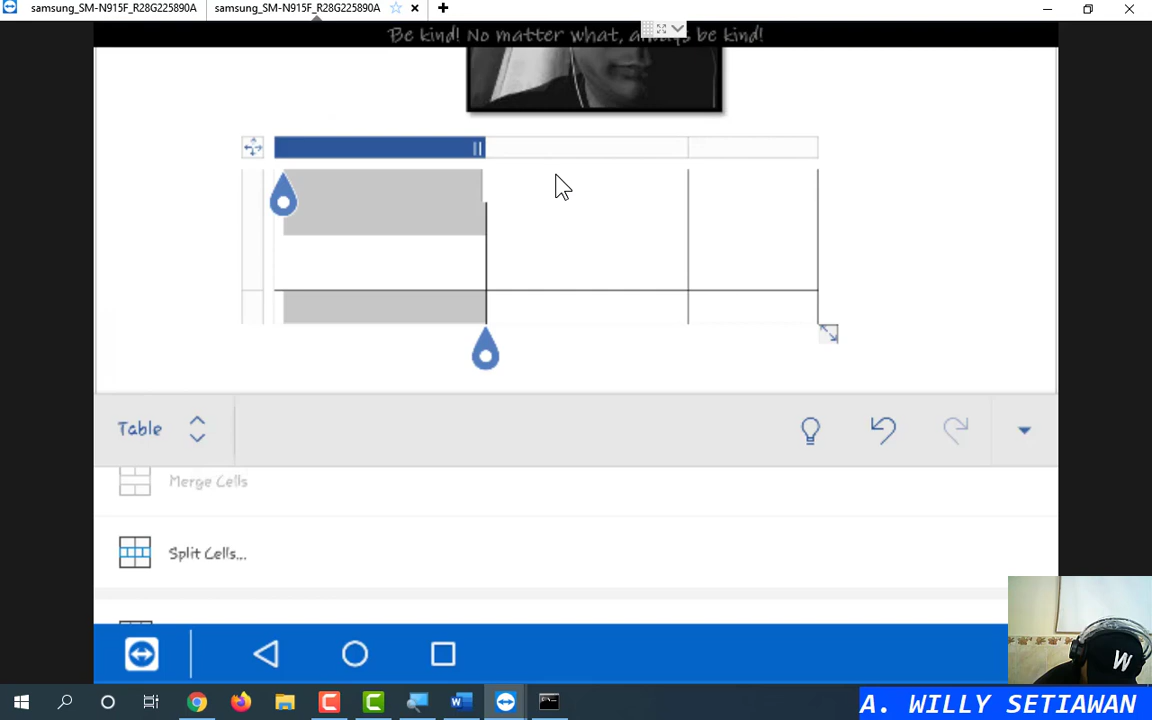 samsung_SM-N915F_R28G225890A samsung_SM-N915F_R28G225890A
Be kind! No matter what, always be kind!
Table
Merge Cells
Split Cells...
W
A. WILLY SETIAWAN